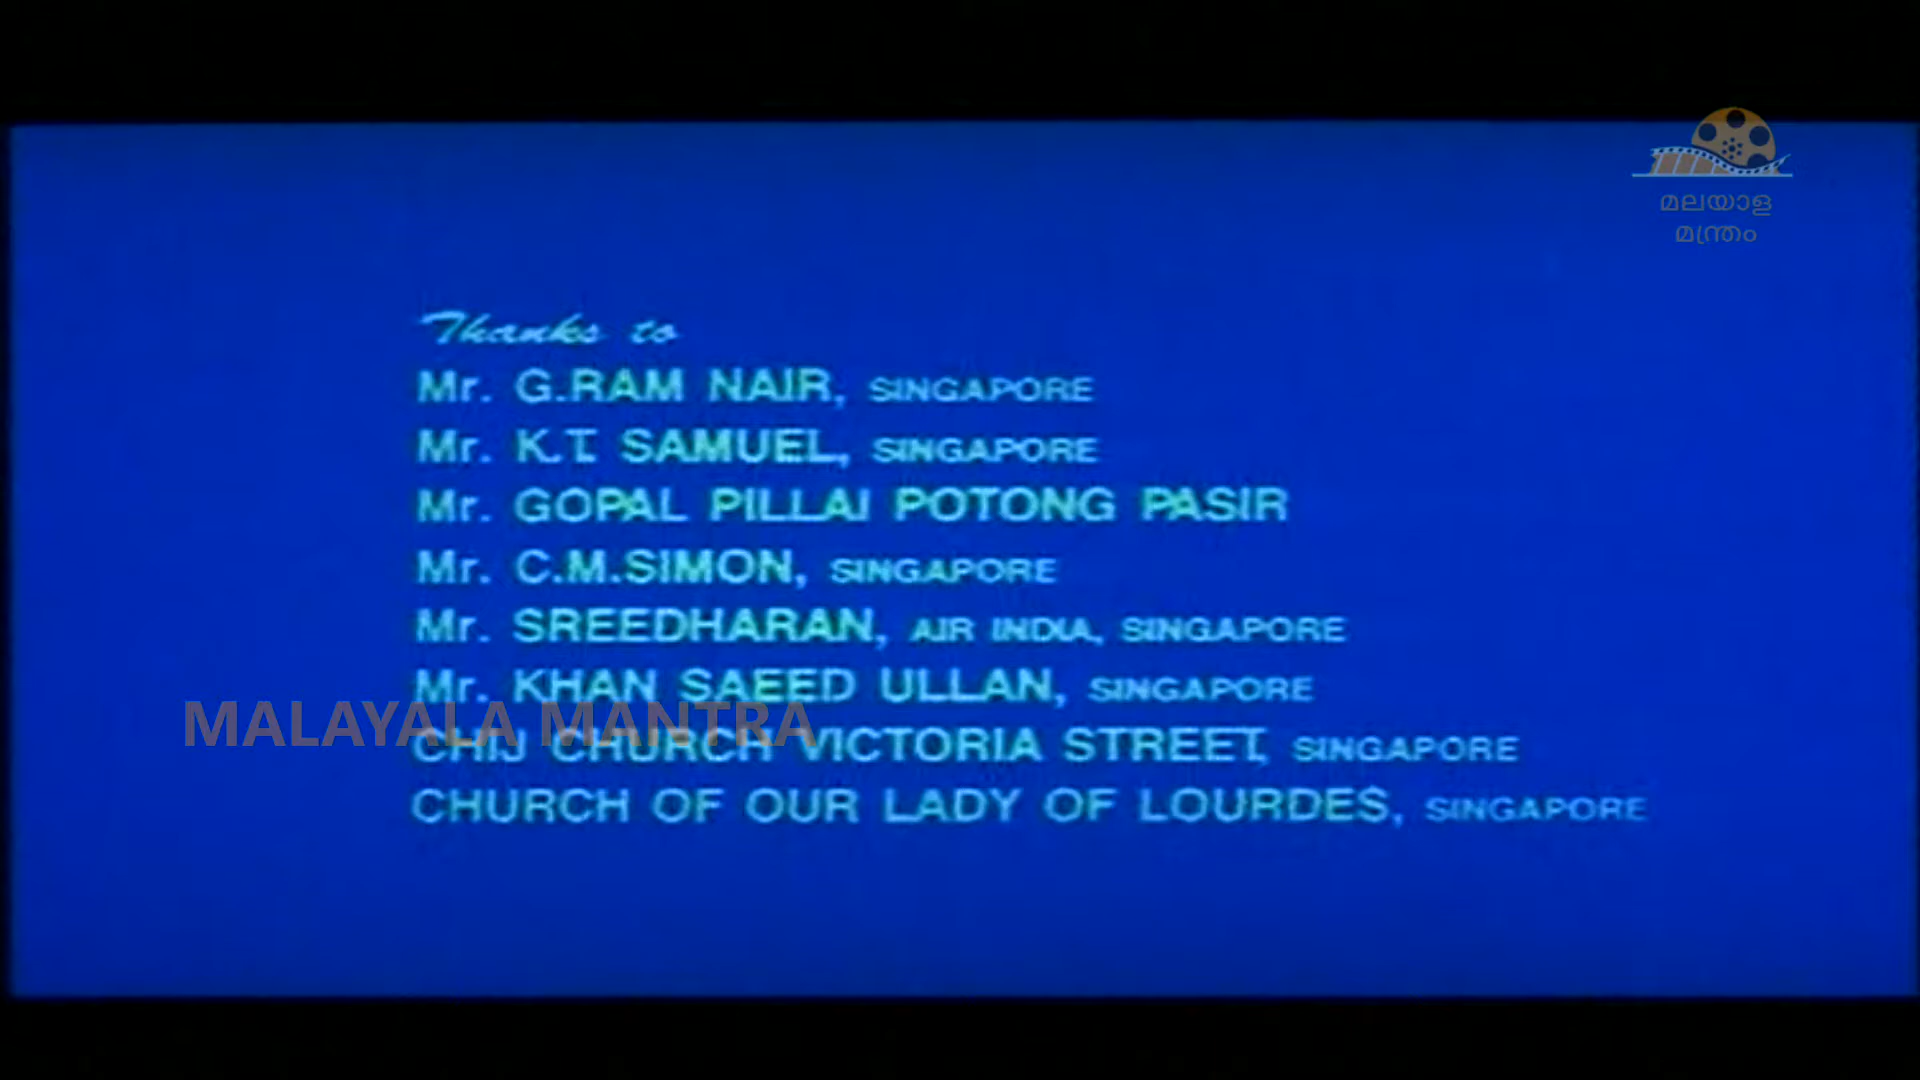 മലയാള
മന്ത്രം
Thanks to
Mr. G.RAM NAIR, SINGAPORE
Mr. K.T. SAMUEL, SINGAPORE
Mr. GOPAL PILLAI POTONG PASIR
Mr. C.M.SIMON, SINGAPORE
Mr. SREEDHARAN, AIR INDIA, SINGAPORE
Mr. KHAN SAEED ULLAN, SINGAPORE
MALAYALA MANTRA
CHIJ CHURCH VICTORIA STREET, SINGAPORE
CHURCH OF OUR LADY OF LOURDES, SINGAPORE